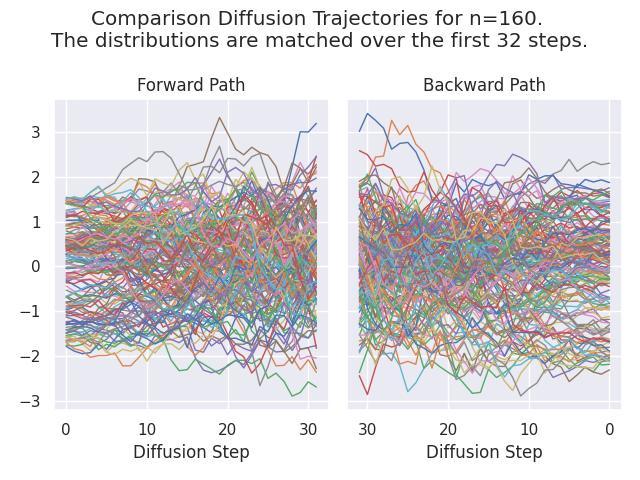 Comparison Diffusion Trajectories for n=160.
The distributions are matched over the first 32 steps.
Forward Path
Backward Path
3
2
1
0
−1
−2
−3
0 10 20 30
30 20 10 0
Diffusion Step
Diffusion Step